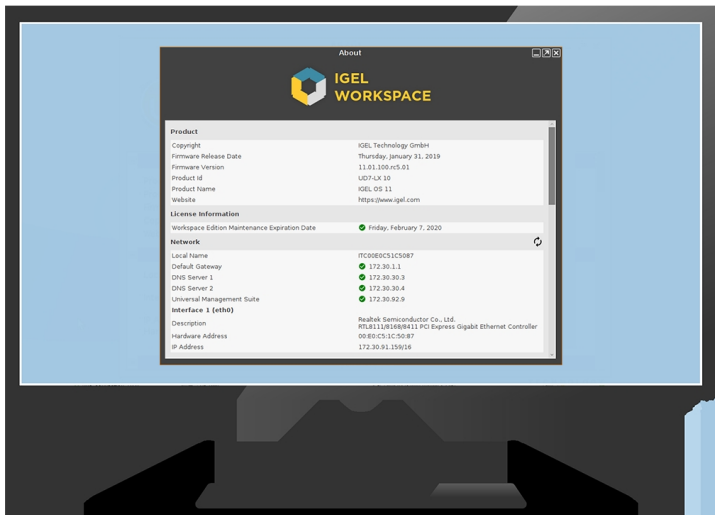 About
IGEL
WORKSPACE
Product
Copyright IGEL Technology GmbH
Firmware Release Date Thursday, January 31, 2019
Firmware Version 11.01.100.rc5.01
Product Id UD7-LX 10
Product Name IGEL OS 11
Website https://www.igel.com
License Information
Workspace Edition Maintenance Expiration Date Friday, February 7, 2020
Network
Local Name ITC00E0C51C5087
Default Gateway 172.30.1.1
DNS Server 1 172.30.30.3
DNS Server 2 172.30.30.4
Universal Management Suite 172.30.92.9
Interface 1 (eth0)
Description Realtek Semiconductor Co., Ltd.
RTL8111/8168/8411 PCI Express Gigabit Ethernet Controller
Hardware Address 00:E0:C5:1C:50:87
IP Address 172.30.91.159/16